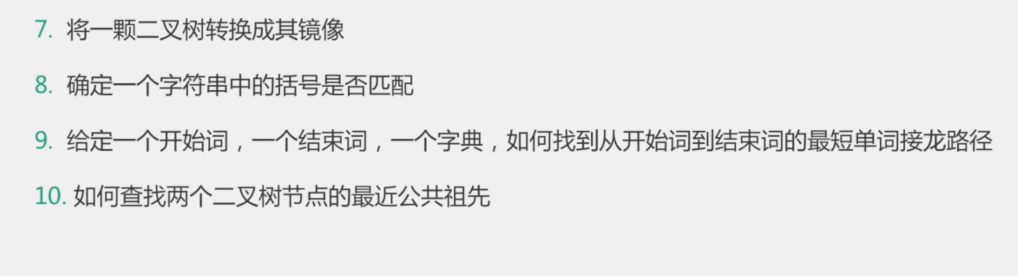 7. 将一颗二叉树转换成其镜像
8. 确定一个字符串中的括号是否匹配
9. 给定一个开始词，一个结束词，一个字典，如何找到从开始词到结束词的最短单词接龙路径
10. 如何查找两个二叉树节点的最近公共祖先